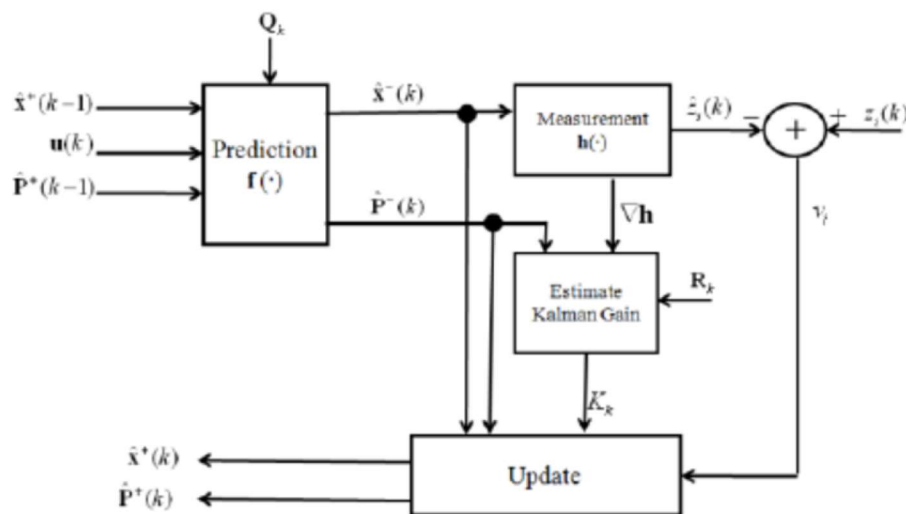 Q_k
x̂⁺(k−1)
u(k)
P̂⁺(k−1)
Prediction
f(·)
x̂⁻(k)
P̂⁻(k)
Measurement
h(·)
ẑ_i(k)
−
+
+
z_i(k)
∇h
ν_i
Estimate
Kalman Gain
R_k
K_k
Update
x̂⁺(k)
P̂⁺(k)